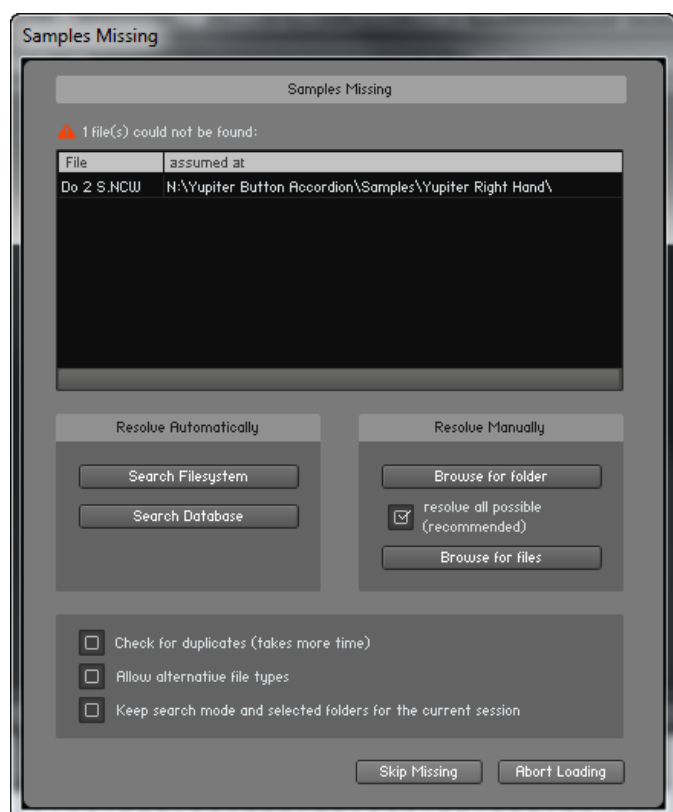 Samples Missing
Samples Missing
1 file(s) could not be found:
File assumed at
Do 2 S.NCW N:\Yupiter Button Accordion\Samples\Yupiter Right Hand\
Resolve Automatically
Search Filesystem
Search Database
Resolve Manually
Browse for folder
resolve all possible
(recommended)
Browse for files
Check for duplicates (takes more time)
Allow alternative file types
Keep search mode and selected folders for the current session
Skip Missing
Abort Loading